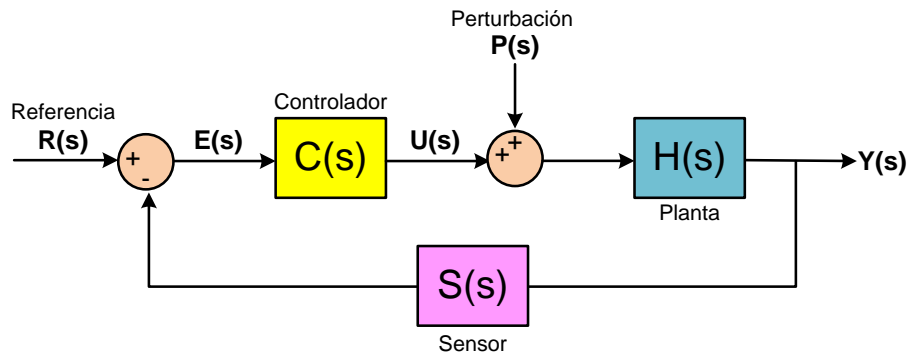 Perturbación
P(s)
Referencia
R(s)
+
-
E(s)
Controlador
C(s)
U(s)
+
+
H(s)
Planta
Y(s)
S(s)
Sensor